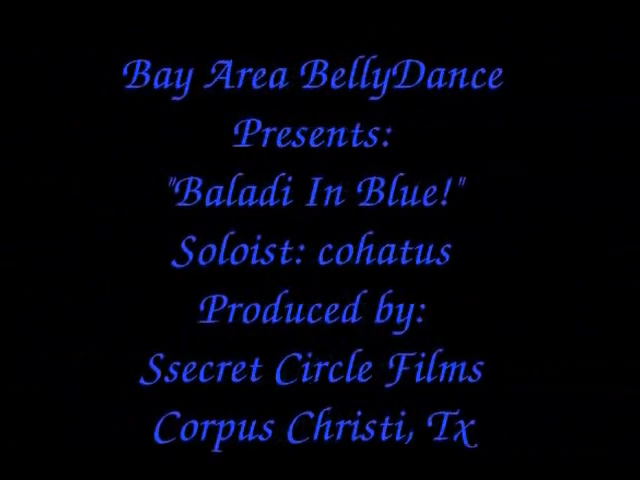 Bay Area BellyDance
Presents:
"Baladi In Blue!"
Soloist: cohatus
Produced by:
Ssecret Circle Films
Corpus Christi, Tx